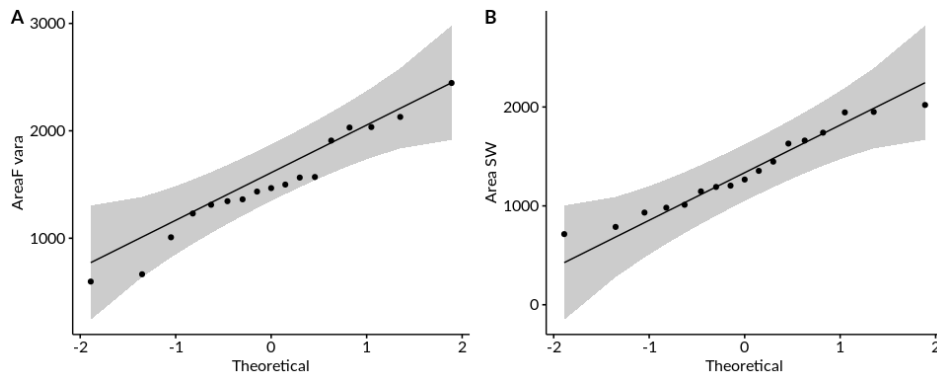 A
AreaF vara
3000
2000
1000
-2 -1 0 1 2
Theoretical
B
Area SW
2000
1000
0
-2 -1 0 1 2
Theoretical